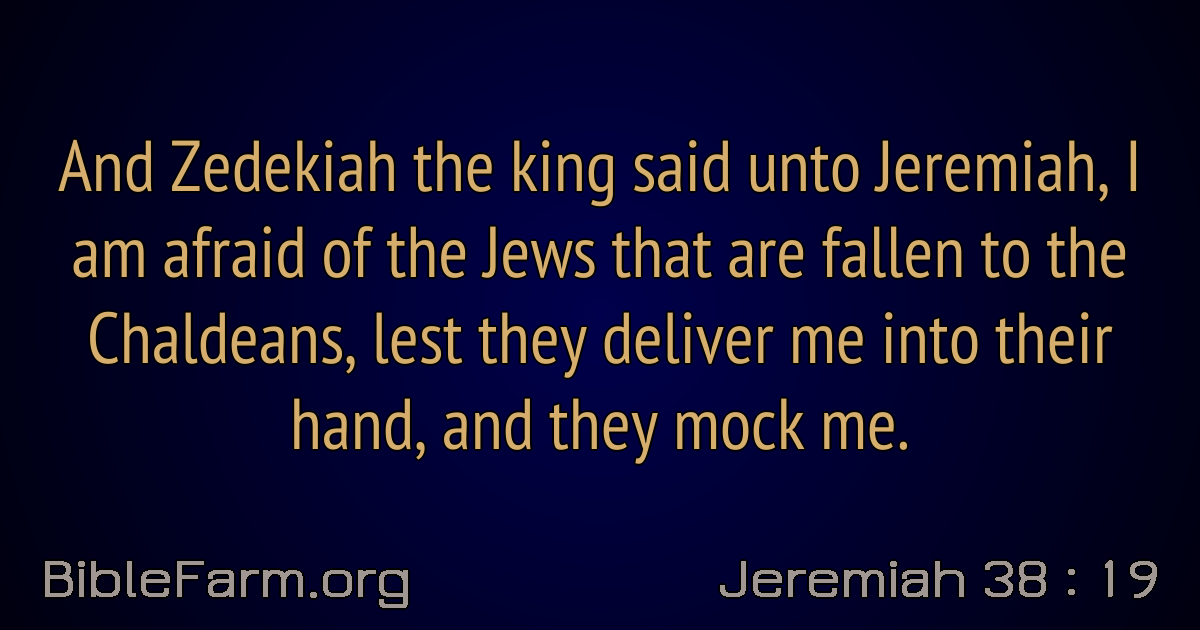 And Zedekiah the king said unto Jeremiah, I
am afraid of the Jews that are fallen to the
Chaldeans, lest they deliver me into their
hand, and they mock me.
BibleFarm.org
Jeremiah 38 : 19